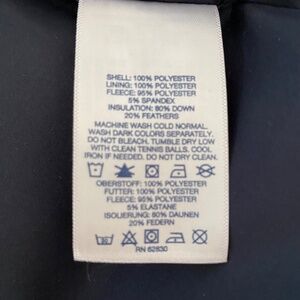 SHELL: 100% POLYESTER
LINING: 100% POLYESTER
FLEECE: 95% POLYESTER
5% SPANDEX
INSULATION: 80% DOWN
20% FEATHERS
MACHINE WASH COLD NORMAL.
WASH DARK COLORS SEPARATELY.
DO NOT BLEACH. TUMBLE DRY LOW
WITH CLEAN TENNIS BALLS. COOL
IRON IF NEEDED. DO NOT DRY CLEAN.
OBERSTOFF: 100% POLYESTER
FUTTER: 100% POLYESTER
FLEECE: 95% POLYESTER
5% ELASTANE
ISOLIERUNG: 80% DAUNEN
20% FEDERN
RN 62830